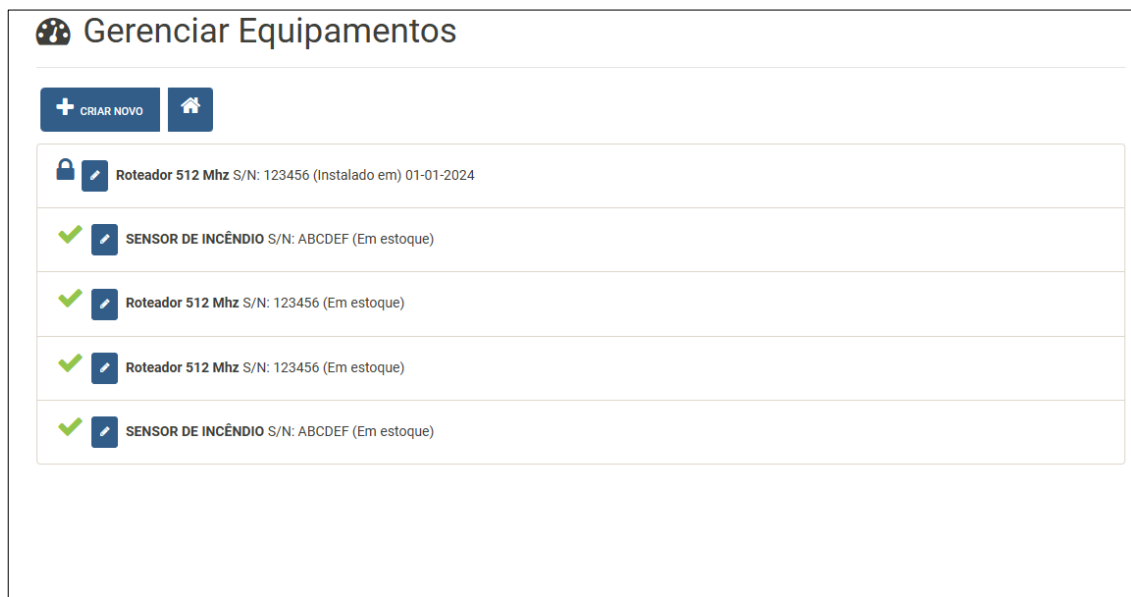 Gerenciar Equipamentos
CRIAR NOVO
Roteador 512 Mhz S/N: 123456 (Instalado em) 01-01-2024
SENSOR DE INCÊNDIO S/N: ABCDEF (Em estoque)
Roteador 512 Mhz S/N: 123456 (Em estoque)
Roteador 512 Mhz S/N: 123456 (Em estoque)
SENSOR DE INCÊNDIO S/N: ABCDEF (Em estoque)